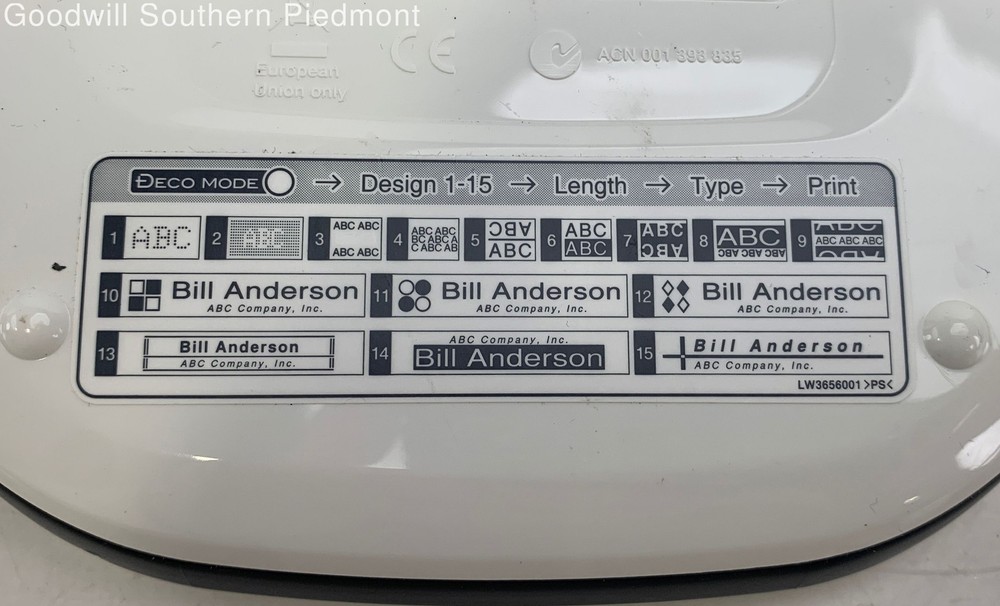 Goodwill Southern Piedmont
European
Union only
CE
ACN 001 393 835
DECO MODE → Design 1-15 → Length → Type → Print
1 ABC
2 ABC
3 ABC ABC
ABC ABC
4 ABC ABC
BC ABC A
C ABC AB
5 ABC
ABC
6 ABC
ABC
7 ABC
ABC
8 ABC
ABC ABC ABC
9 ABC
ABC ABC ABC
ABC
10 Bill Anderson
ABC Company, Inc.
11 Bill Anderson
ABC Company, Inc.
12 Bill Anderson
ABC Company, Inc.
13 Bill Anderson
ABC Company, Inc.
14 ABC Company, Inc.
Bill Anderson
15 Bill Anderson
ABC Company, Inc.
LW3656001 >PS<